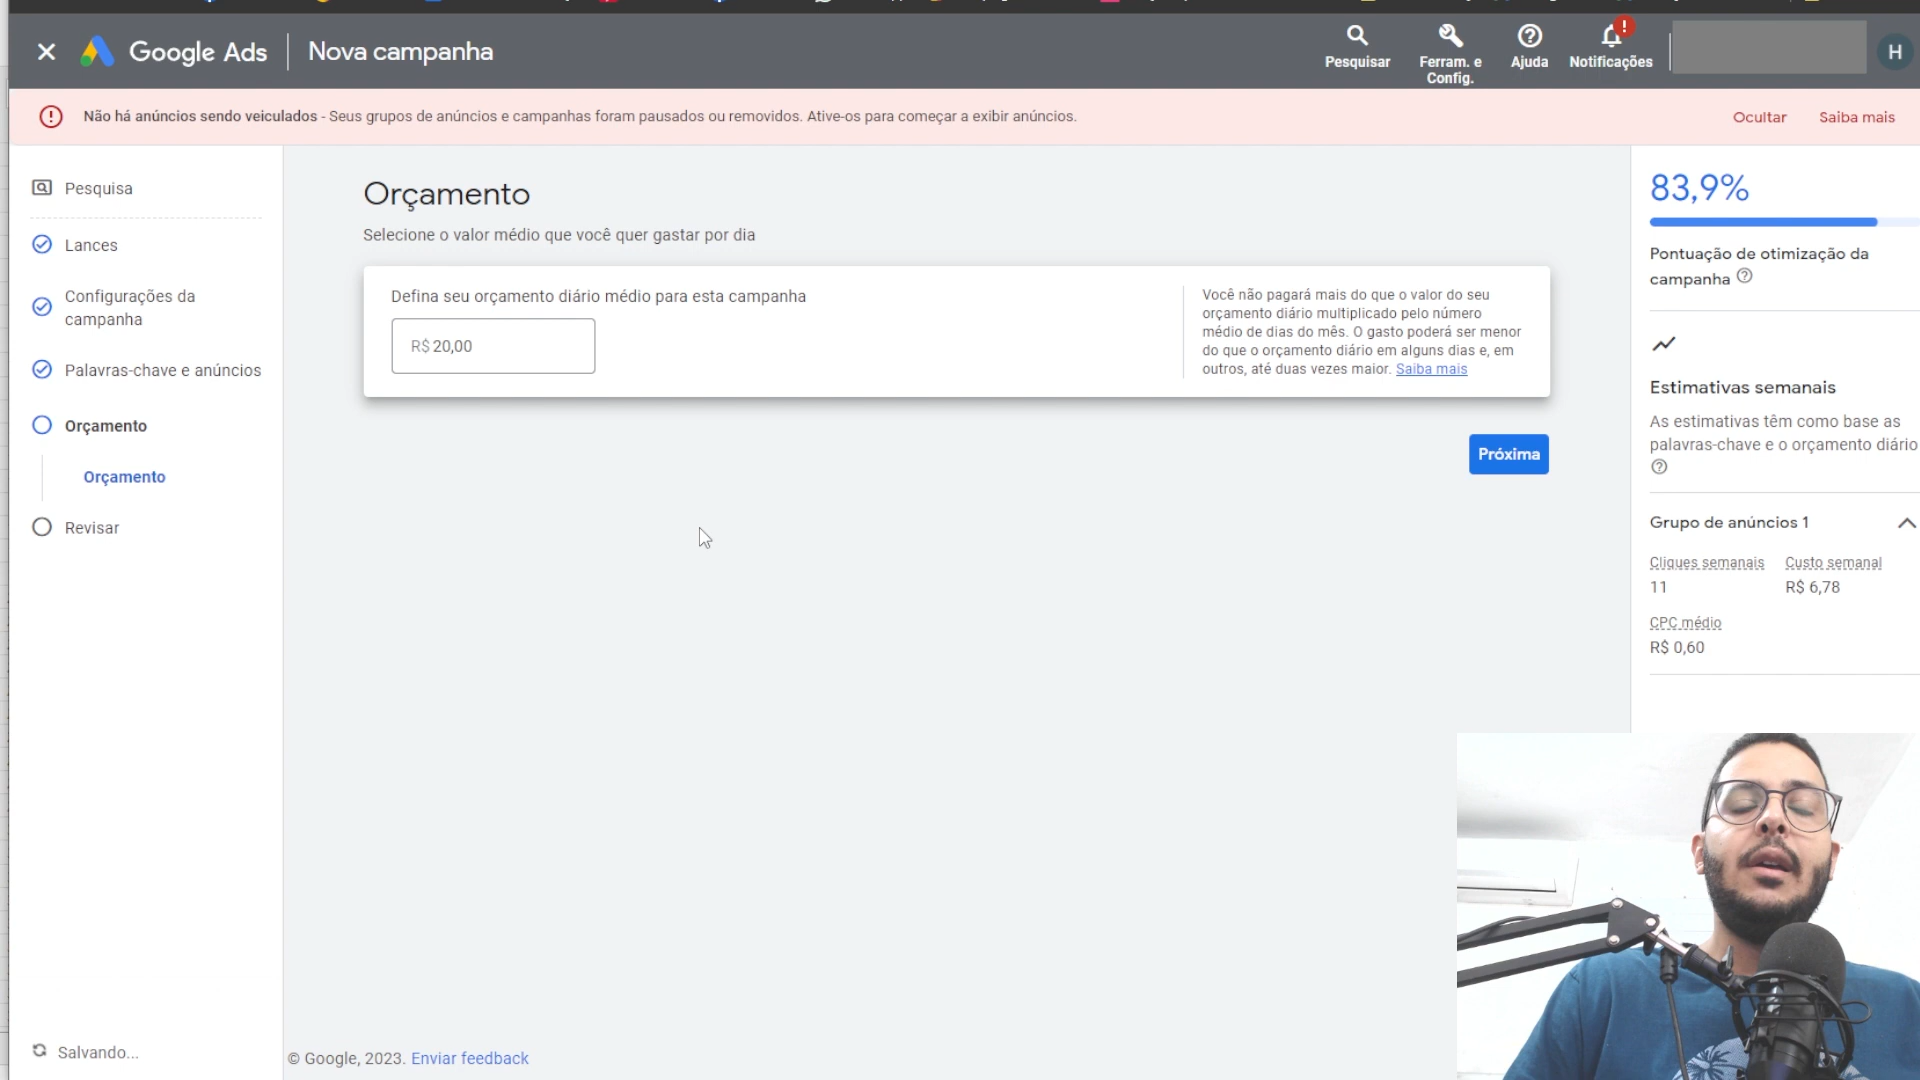 Google Ads
Nova campanha
Pesquisar
Ferram. e
Config.
Ajuda
Notificações
!
H
Não há anúncios sendo veiculados - Seus grupos de anúncios e campanhas foram pausados ou removidos. Ative-os para começar a exibir anúncios.
Ocultar
Saiba mais
Pesquisa
Lances
Configurações da
campanha
Palavras-chave e anúncios
Orçamento
Orçamento
Revisar
Salvando...
Orçamento
Selecione o valor médio que você quer gastar por dia
Defina seu orçamento diário médio para esta campanha
R$ 20,00
Você não pagará mais do que o valor do seu
orçamento diário multiplicado pelo número
médio de dias do mês. O gasto poderá ser menor
do que o orçamento diário em alguns dias e, em
outros, até duas vezes maior. Saiba mais
Próxima
83,9%
Pontuação de otimização da
campanha
Estimativas semanais
As estimativas têm como base as
palavras-chave e o orçamento diário
Grupo de anúncios 1
Cliques semanais
11
Custo semanal
R$ 6,78
CPC médio
R$ 0,60
© Google, 2023. Enviar feedback